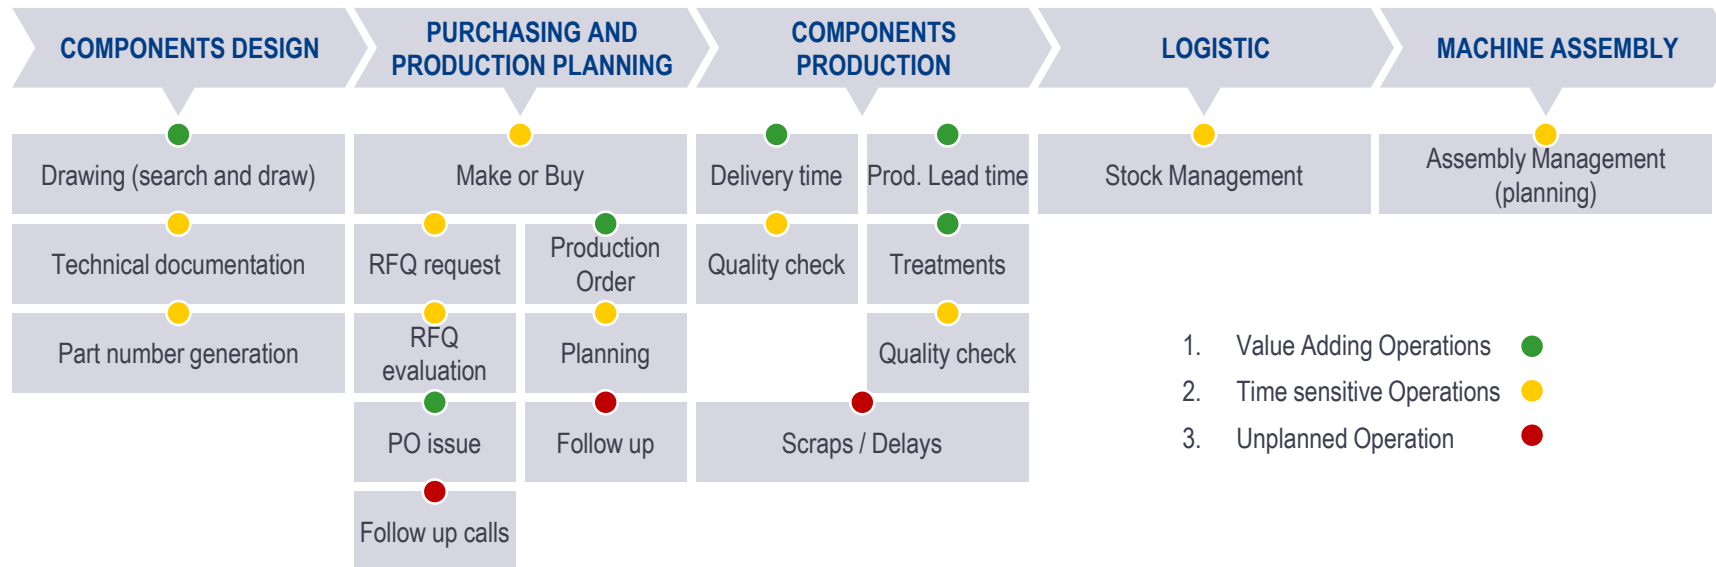 COMPONENTS DESIGN
PURCHASING AND
PRODUCTION PLANNING
COMPONENTS
PRODUCTION
LOGISTIC
MACHINE ASSEMBLY
Drawing (search and draw)
Technical documentation
Part number generation
Make or Buy
RFQ request
RFQ
evaluation
PO issue
Follow up calls
Production
Order
Planning
Follow up
Delivery time
Quality check
Prod. Lead time
Treatments
Quality check
Scraps / Delays
Stock Management
Assembly Management
(planning)
1. Value Adding Operations
2. Time sensitive Operations
3. Unplanned Operation